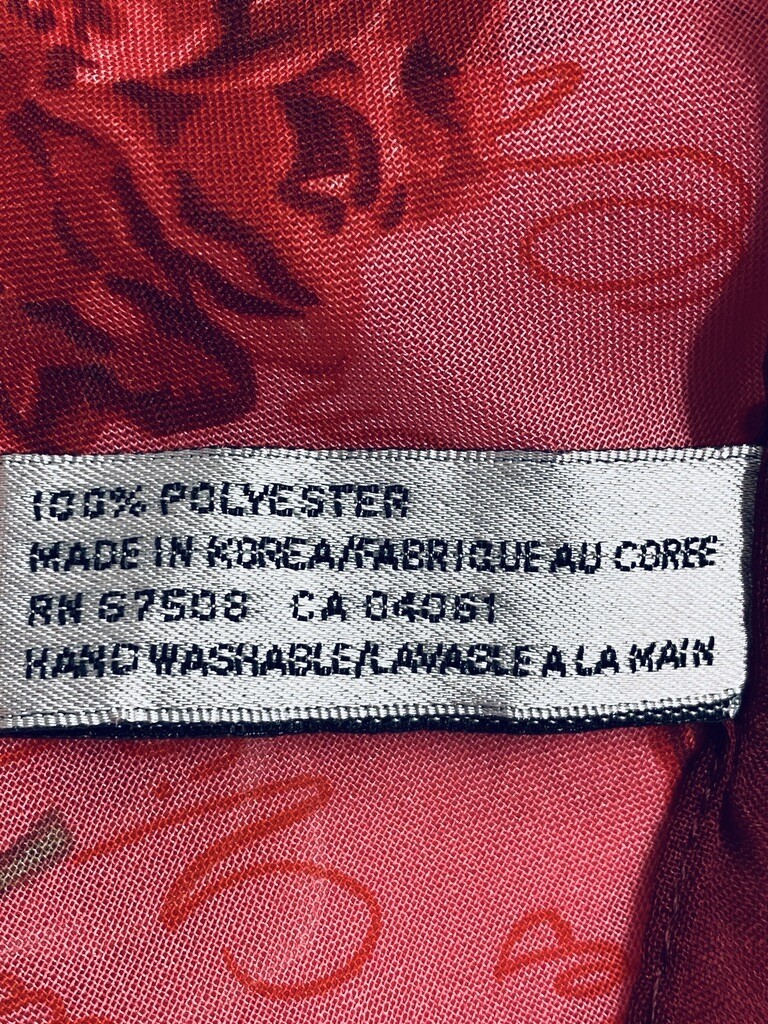 100% POLYESTER
MADE IN KOREA/FABRIQUE AU COREE
RN 67508 CA 04061
HAND WASHABLE/LAVABLE A LA MAIN